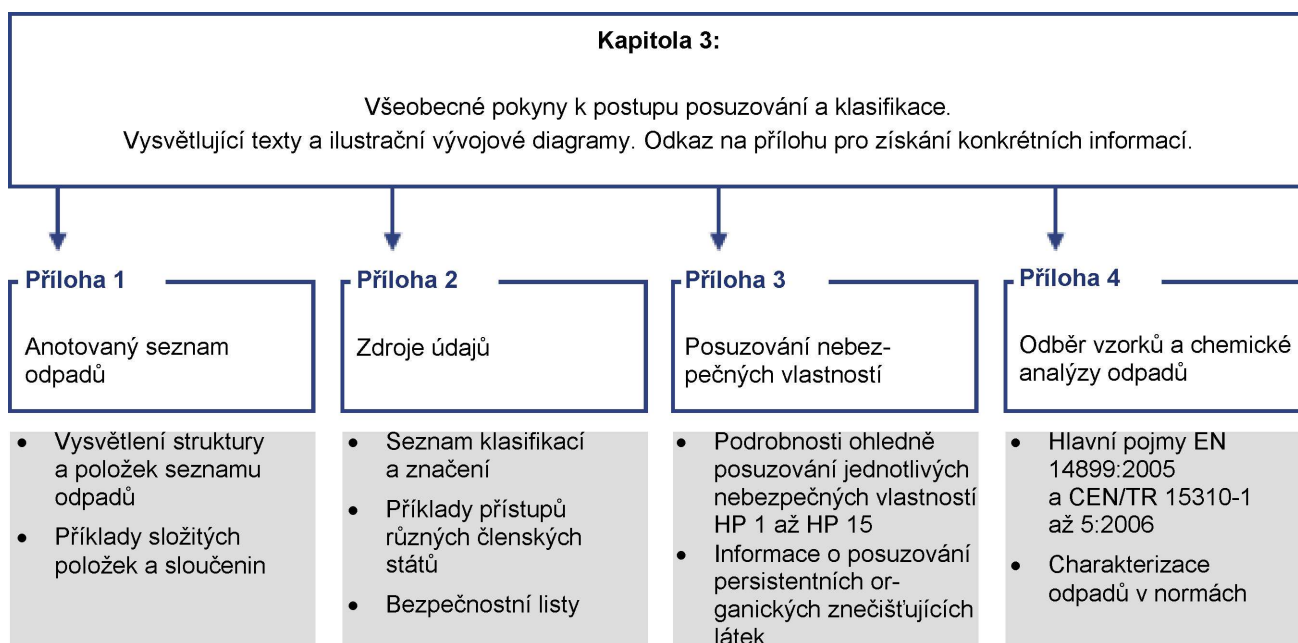 Kapitola 3:
Všeobecné pokyny k postupu posuzování a klasifikace.
Vysvětlující texty a ilustrační vývojové diagramy. Odkaz na přílohu pro získání konkrétních informací.
Příloha 1
Anotovaný seznam
odpadů
• Vysvětlení struktury
a položek seznamu
odpadů
• Příklady složitých
položek a sloučenin
Příloha 2
Zdroje údajů
• Seznam klasifikací
a značení
• Příklady přístupů
různých členských
států
• Bezpečnostní listy
Příloha 3
Posuzování nebez-
pečných vlastností
• Podrobnosti ohledně
posuzování jednotlivých
nebezpečných vlastností
HP 1 až HP 15
• Informace o posuzování
persistentních or-
ganických znečišťujících
látek
Příloha 4
Odběr vzorků a chemické
analýzy odpadů
• Hlavní pojmy EN
14899:2005
a CEN/TR 15310-1
až 5:2006
• Charakterizace
odpadů v normách